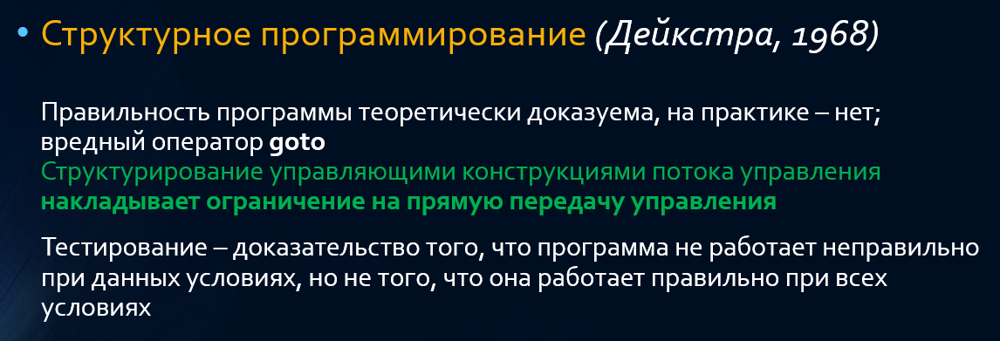 • Структурное программирование (Дейкстра, 1968)
Правильность программы теоретически доказуема, на практике – нет;
вредный оператор goto
Структурирование управляющими конструкциями потока управления
накладывает ограничение на прямую передачу управления
Тестирование – доказательство того, что программа не работает неправильно
при данных условиях, но не того, что она работает правильно при всех
условиях